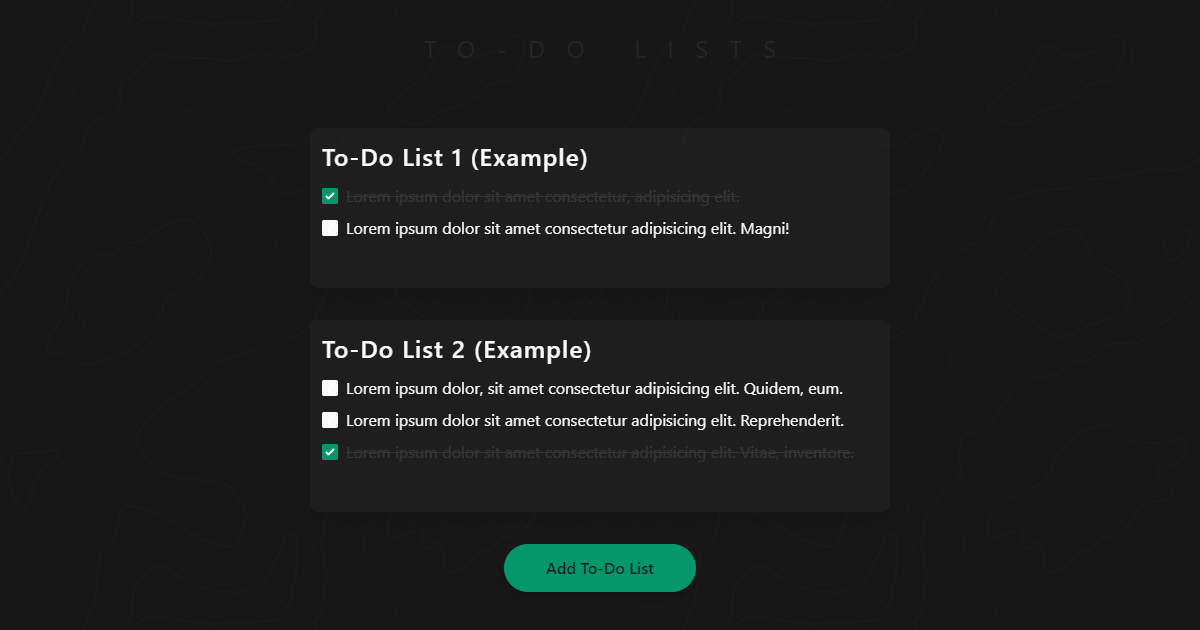 TO-DO LISTS
To-Do List 1 (Example)
Lorem ipsum dolor sit amet consectetur, adipisicing elit.
Lorem ipsum dolor sit amet consectetur adipisicing elit. Magni!
To-Do List 2 (Example)
Lorem ipsum dolor, sit amet consectetur adipisicing elit. Quidem, eum.
Lorem ipsum dolor sit amet consectetur adipisicing elit. Reprehenderit.
Lorem ipsum dolor sit amet consectetur adipisicing elit. Vitae, inventore.
Add To-Do List